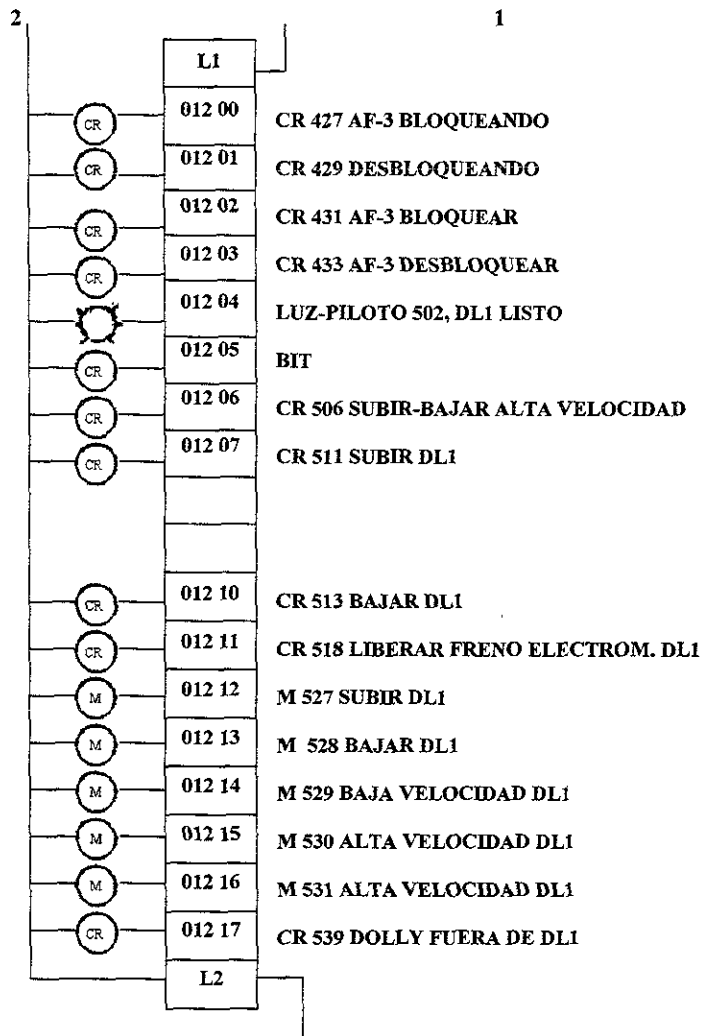 2 1
L1
CR 012 00 CR 427 AF-3 BLOQUEANDO
CR 012 01 CR 429 DESBLOQUEANDO
CR 012 02 CR 431 AF-3 BLOQUEAR
CR 012 03 CR 433 AF-3 DESBLOQUEAR
012 04 LUZ-PILOTO 502, DL1 LISTO
CR 012 05 BIT
CR 012 06 CR 506 SUBIR-BAJAR ALTA VELOCIDAD
CR 012 07 CR 511 SUBIR DL1
CR 012 10 CR 513 BAJAR DL1
CR 012 11 CR 518 LIBERAR FRENO ELECTROM. DL1
M 012 12 M 527 SUBIR DL1
M 012 13 M 528 BAJAR DL1
M 012 14 M 529 BAJA VELOCIDAD DL1
M 012 15 M 530 ALTA VELOCIDAD DL1
M 012 16 M 531 ALTA VELOCIDAD DL1
CR 012 17 CR 539 DOLLY FUERA DE DL1
L2